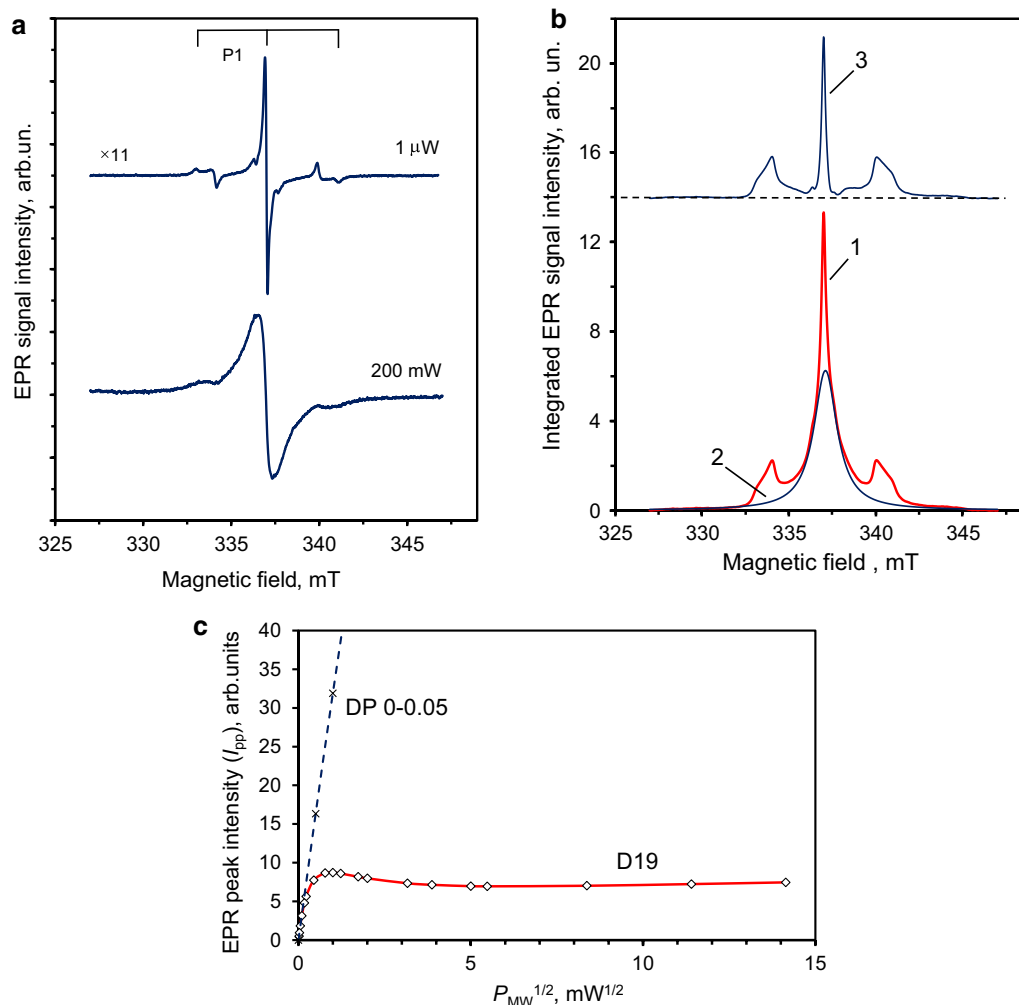 a
P1
×11
1 μW
200 mW
EPR signal intensity, arb.un.
325 330 335 340 345
Magnetic field, mT
b
3
1
2
Integrated EPR signal intensity, arb. un.
20
16
12
8
4
0
325 330 335 340 345
Magnetic field , mT
c
EPR peak intensity (Ipp), arb.units
40
35
30
25
20
15
10
5
0
DP 0-0.05
D19
0 5 10 15
PMW1/2, mW1/2